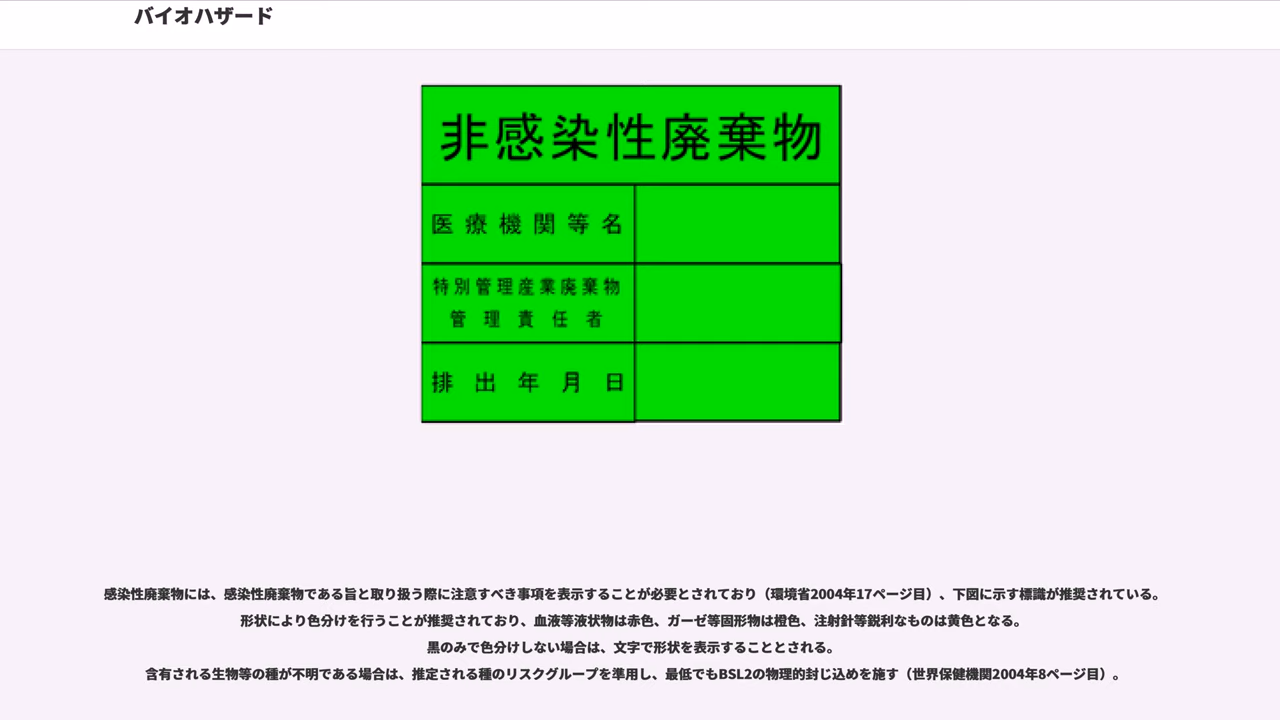 バイオハザード
非感染性廃棄物
医療機関等名
特別管理産業廃棄物
管理責任者
排出年月日
感染性廃棄物には、感染性廃棄物である旨と取り扱う際に注意すべき事項を表示することが必要とされており（環境省2004年17ページ目）、下図に示す標識が推奨されている。
形状により色分けを行うことが推奨されており、血液等液状物は赤色、ガーゼ等固形物は橙色、注射針等鋭利なものは黄色となる。
黒のみで色分けしない場合は、文字で形状を表示することとされる。
含有される生物等の種が不明である場合は、推定される種のリスクグループを準用し、最低でもBSL2の物理的封じ込めを施す（世界保健機関2004年8ページ目）。